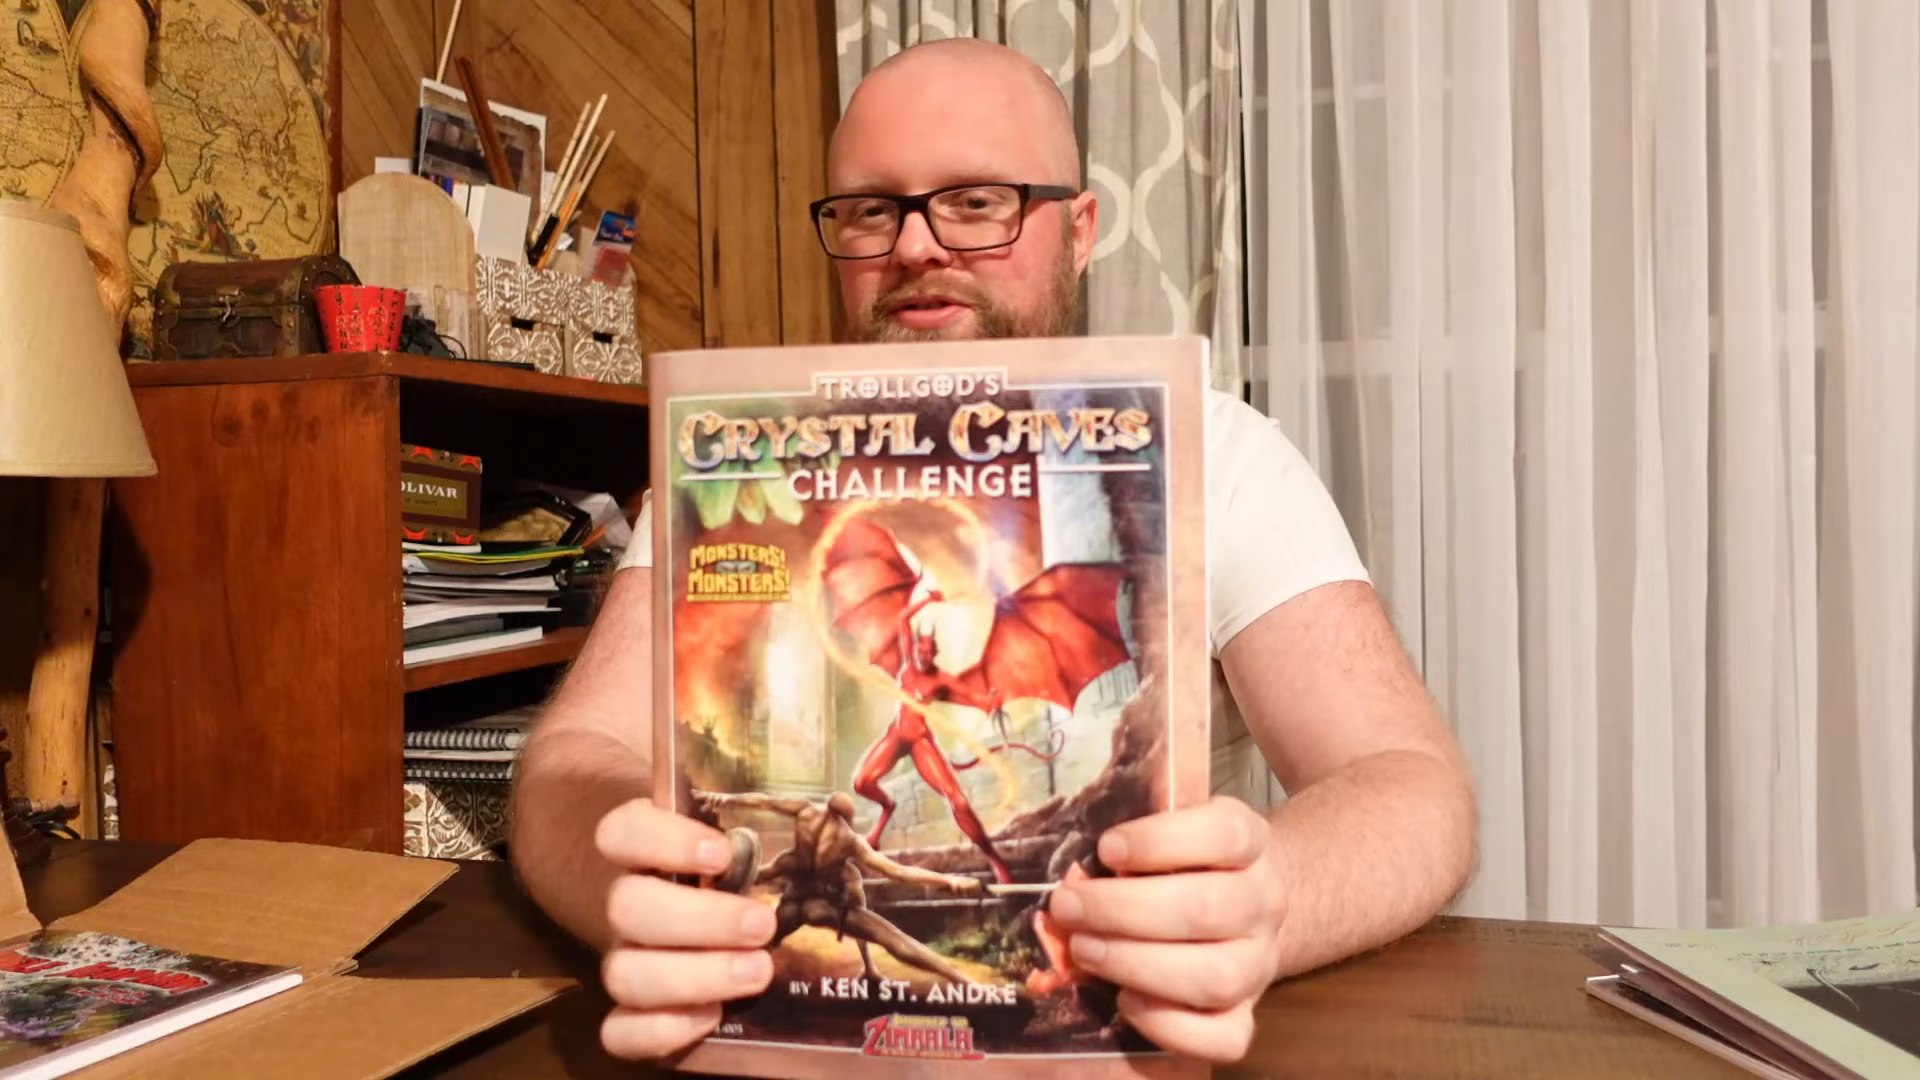 TROLLGOD'S
CRYSTAL CAVES
CHALLENGE
MONSTERS!
MONSTERS!
BY KEN ST. ANDRE
ZIMRALA
OLIVAR